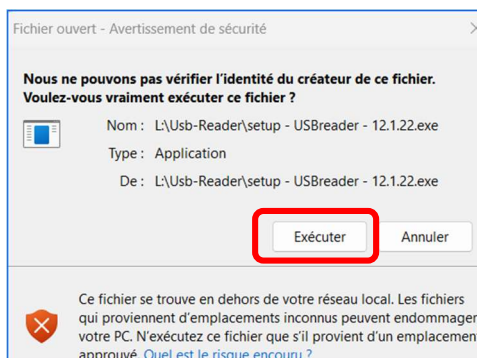 Fichier ouvert - Avertissement de sécurité
Nous ne pouvons pas vérifier l'identité du créateur de ce fichier.
Voulez-vous vraiment exécuter ce fichier ?
Nom : L:\Usb-Reader\setup - USBreader - 12.1.22.exe
Type : Application
De : L:\Usb-Reader\setup - USBreader - 12.1.22.exe
Exécuter Annuler
Ce fichier se trouve en dehors de votre réseau local. Les fichiers
qui proviennent d'emplacements inconnus peuvent endommager
votre PC. N'exécutez ce fichier que s'il provient d'un emplacement
approuvé. Quel est le risque encouru ?